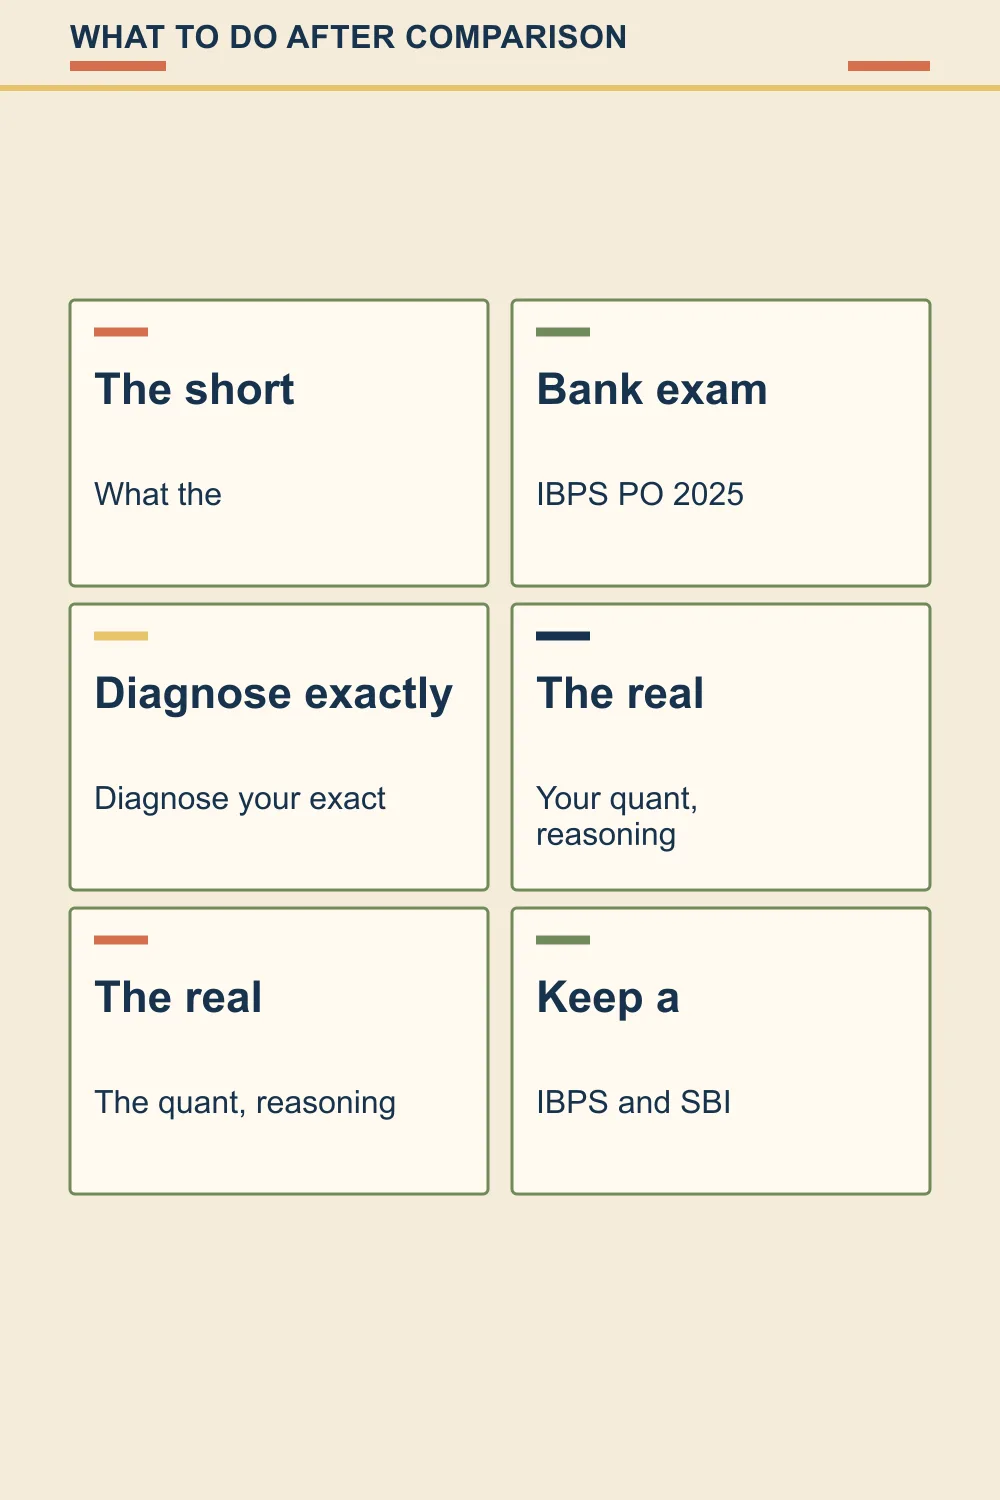 WHAT TO DO AFTER COMPARISON
The short
What the
Bank exam
IBPS PO 2025
Diagnose exactly
Diagnose your exact
The real
Your quant,
reasoning
The real
The quant, reasoning
Keep a
IBPS and SBI